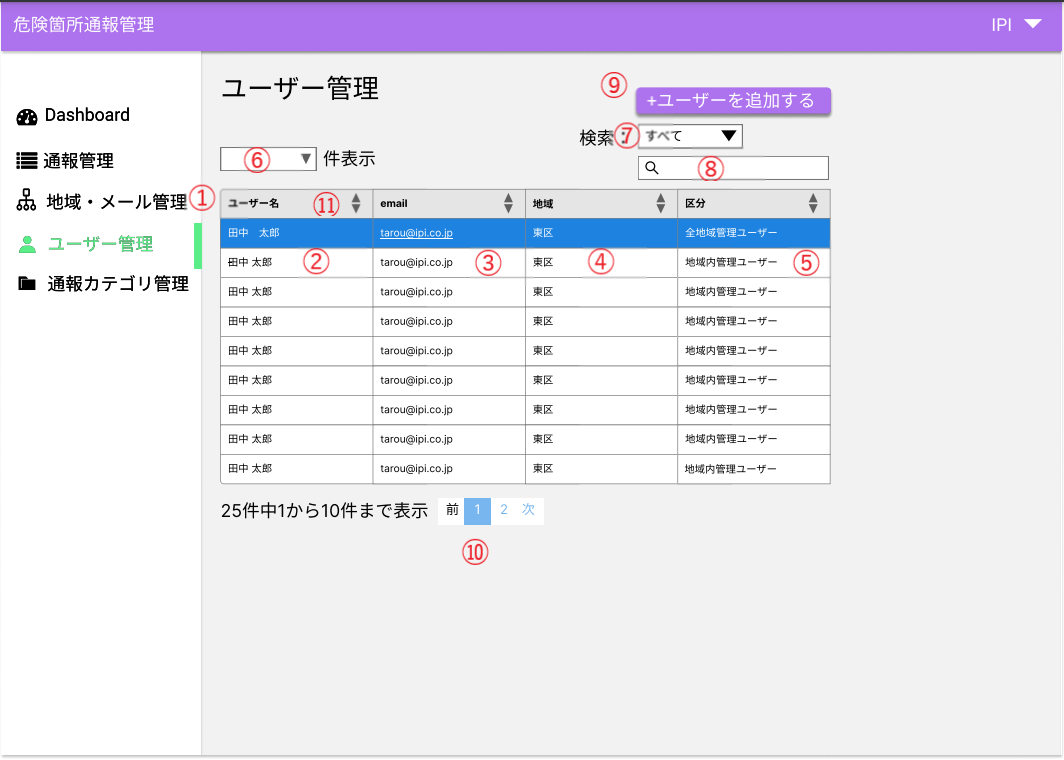 危険箇所通報管理 IPI
ユーザー管理
⑨ +ユーザーを追加する
Dashboard
検索：⑦ すべて
通報管理
⑥ 件表示
⑧
地域・メール管理
① ユーザー名 ⑪ email 地域 区分
田中　太郎 tarou@ipi.co.jp 東区 全地域管理ユーザー
ユーザー管理
田中 太郎 ② tarou@ipi.co.jp ③ 東区 ④ 地域内管理ユーザー ⑤
通報カテゴリ管理
田中 太郎 tarou@ipi.co.jp 東区 地域内管理ユーザー
田中 太郎 tarou@ipi.co.jp 東区 地域内管理ユーザー
田中 太郎 tarou@ipi.co.jp 東区 地域内管理ユーザー
田中 太郎 tarou@ipi.co.jp 東区 地域内管理ユーザー
田中 太郎 tarou@ipi.co.jp 東区 地域内管理ユーザー
田中 太郎 tarou@ipi.co.jp 東区 地域内管理ユーザー
田中 太郎 tarou@ipi.co.jp 東区 地域内管理ユーザー
25件中1から10件まで表示 前 1 2 次
⑩